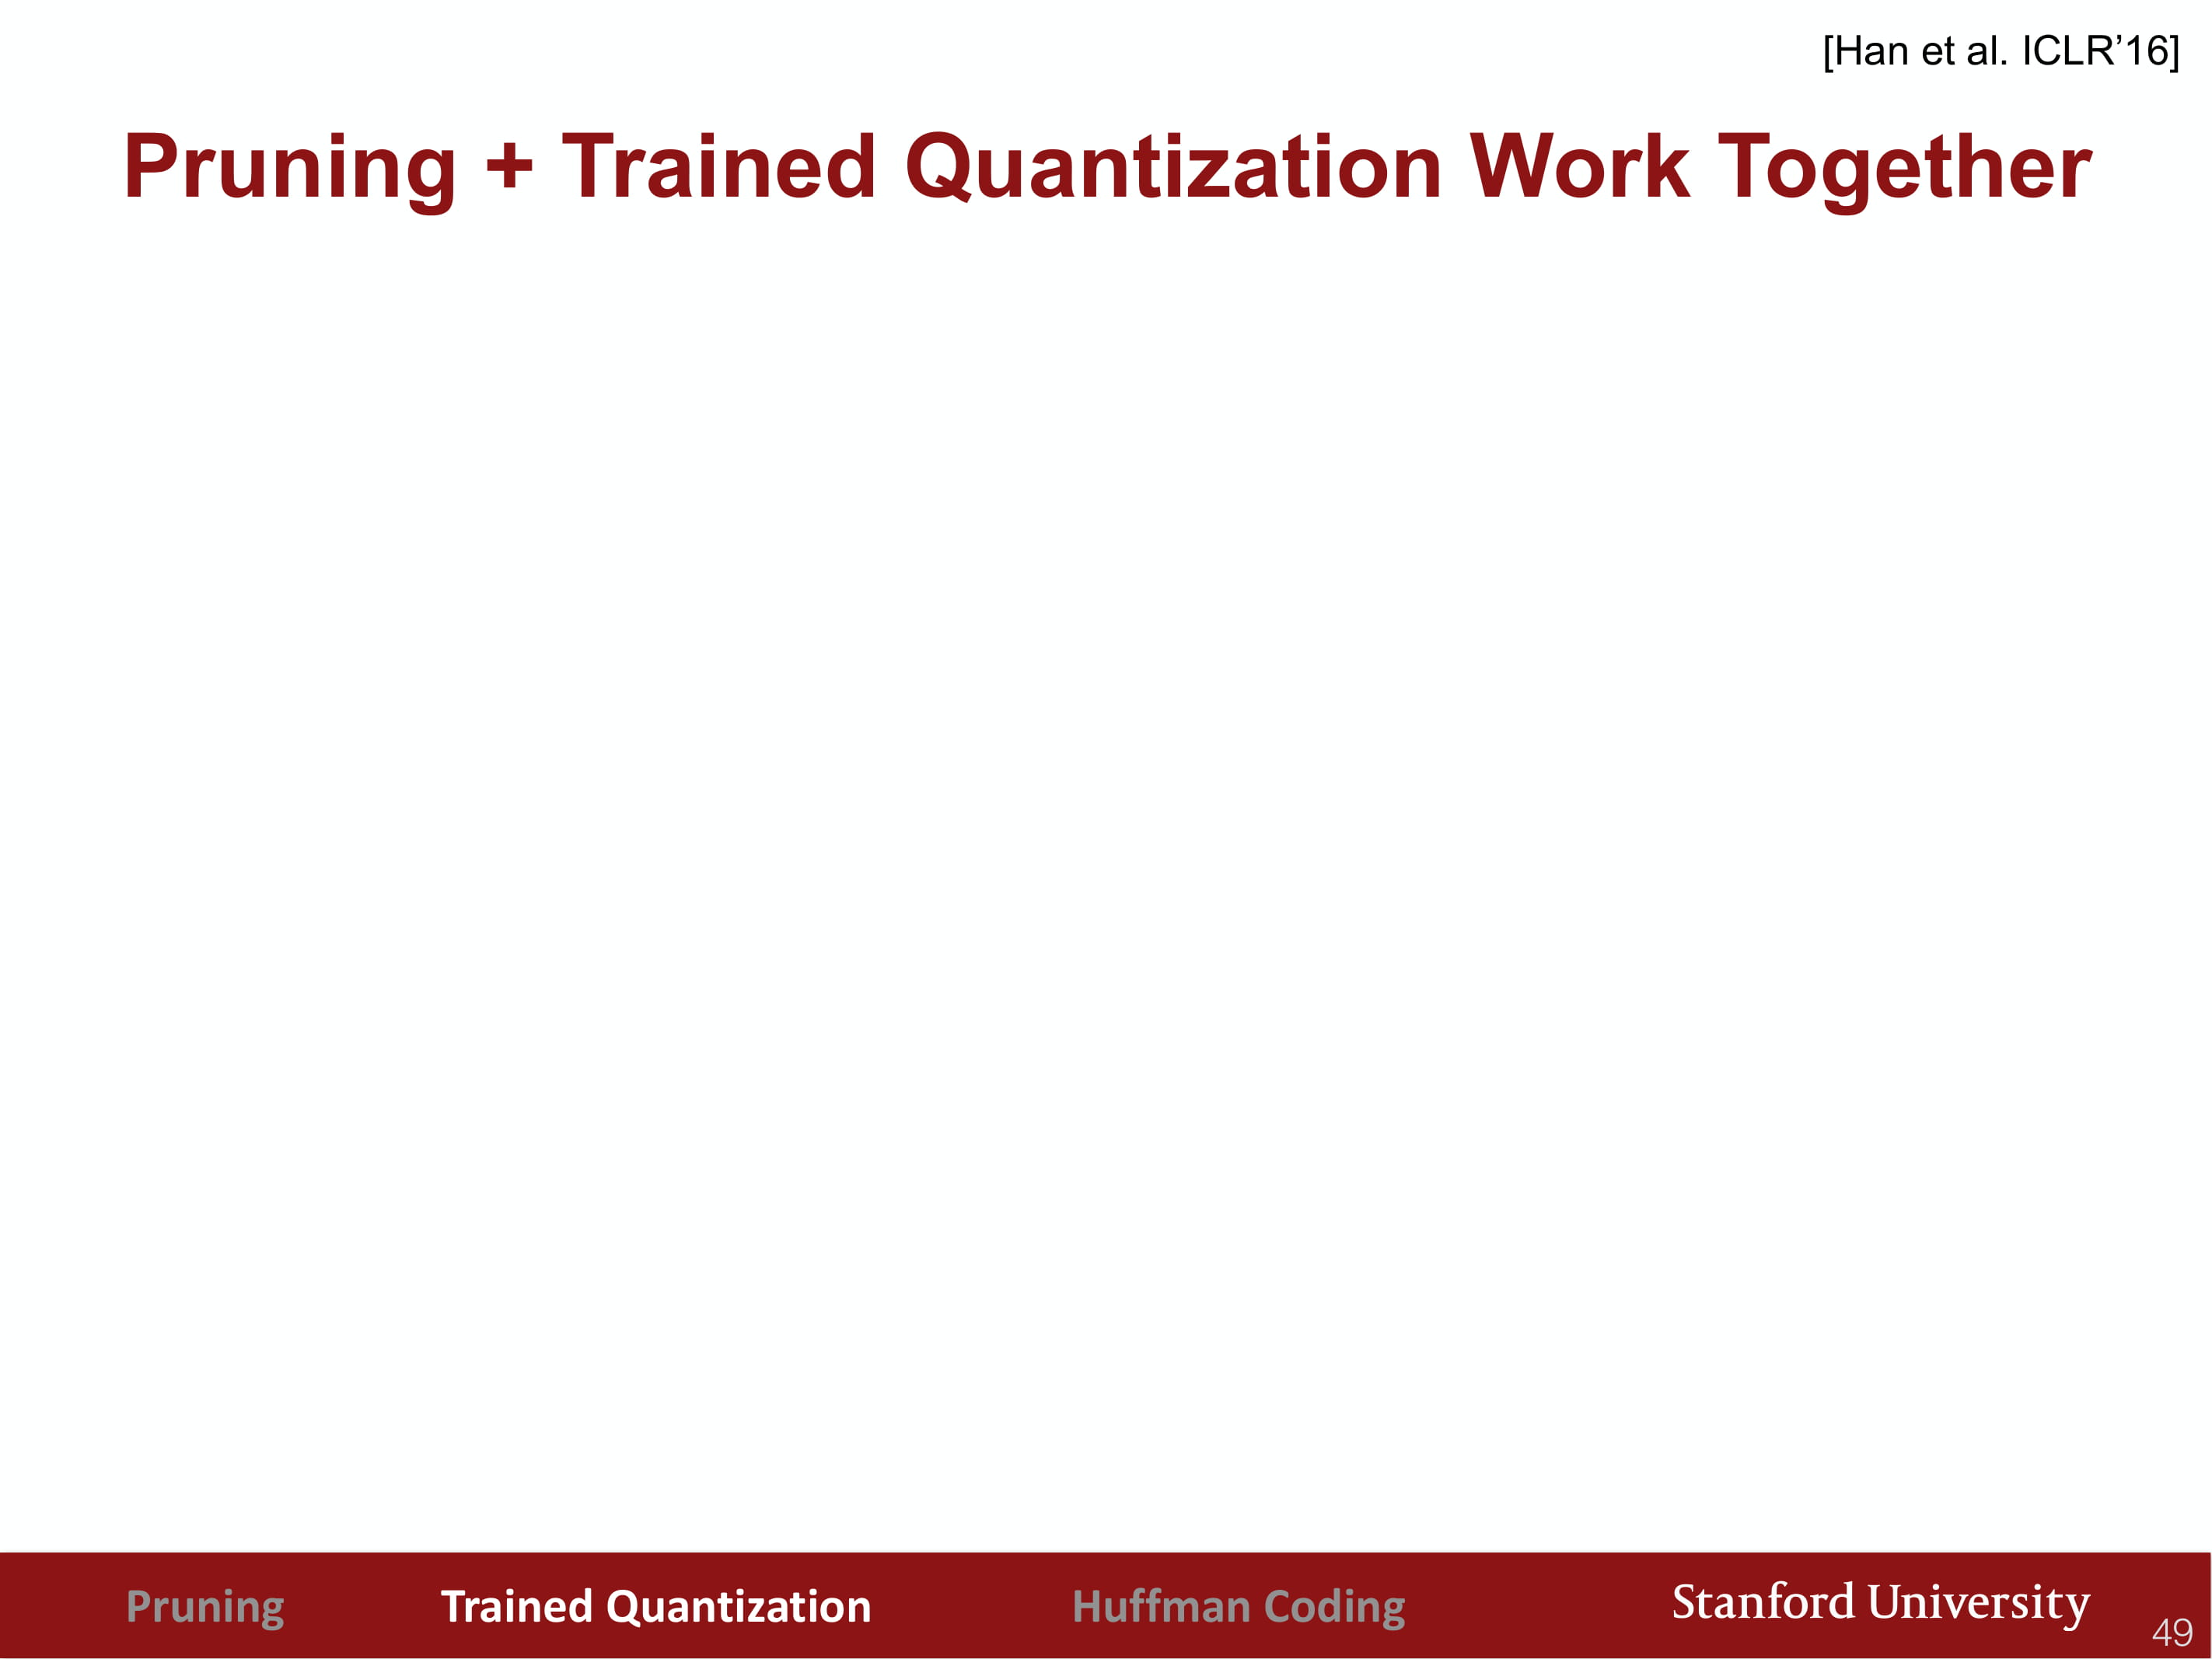 [Han et al. ICLR’16]
Pruning + Trained Quantization Work Together
Pruning Trained Quantization Huffman Coding Stanford University 49